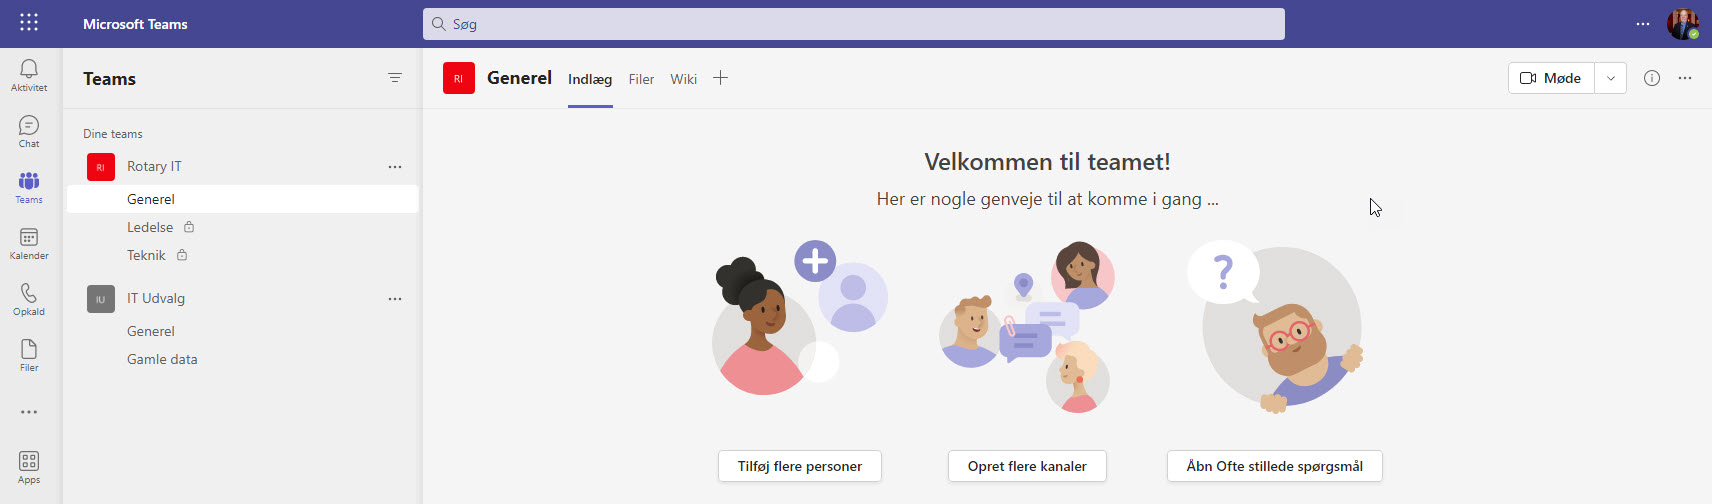 Microsoft Teams
Søg
Aktivitet
Chat
Teams
Kalender
Opkald
Filer
Apps
Teams
Dine teams
RI Rotary IT
Generel
Ledelse
Teknik
IU IT Udvalg
Generel
Gamle data
RI Generel Indlæg Filer Wiki
Møde
Velkommen til teamet!
Her er nogle genveje til at komme i gang ...
?
Tilføj flere personer
Opret flere kanaler
Åbn Ofte stillede spørgsmål